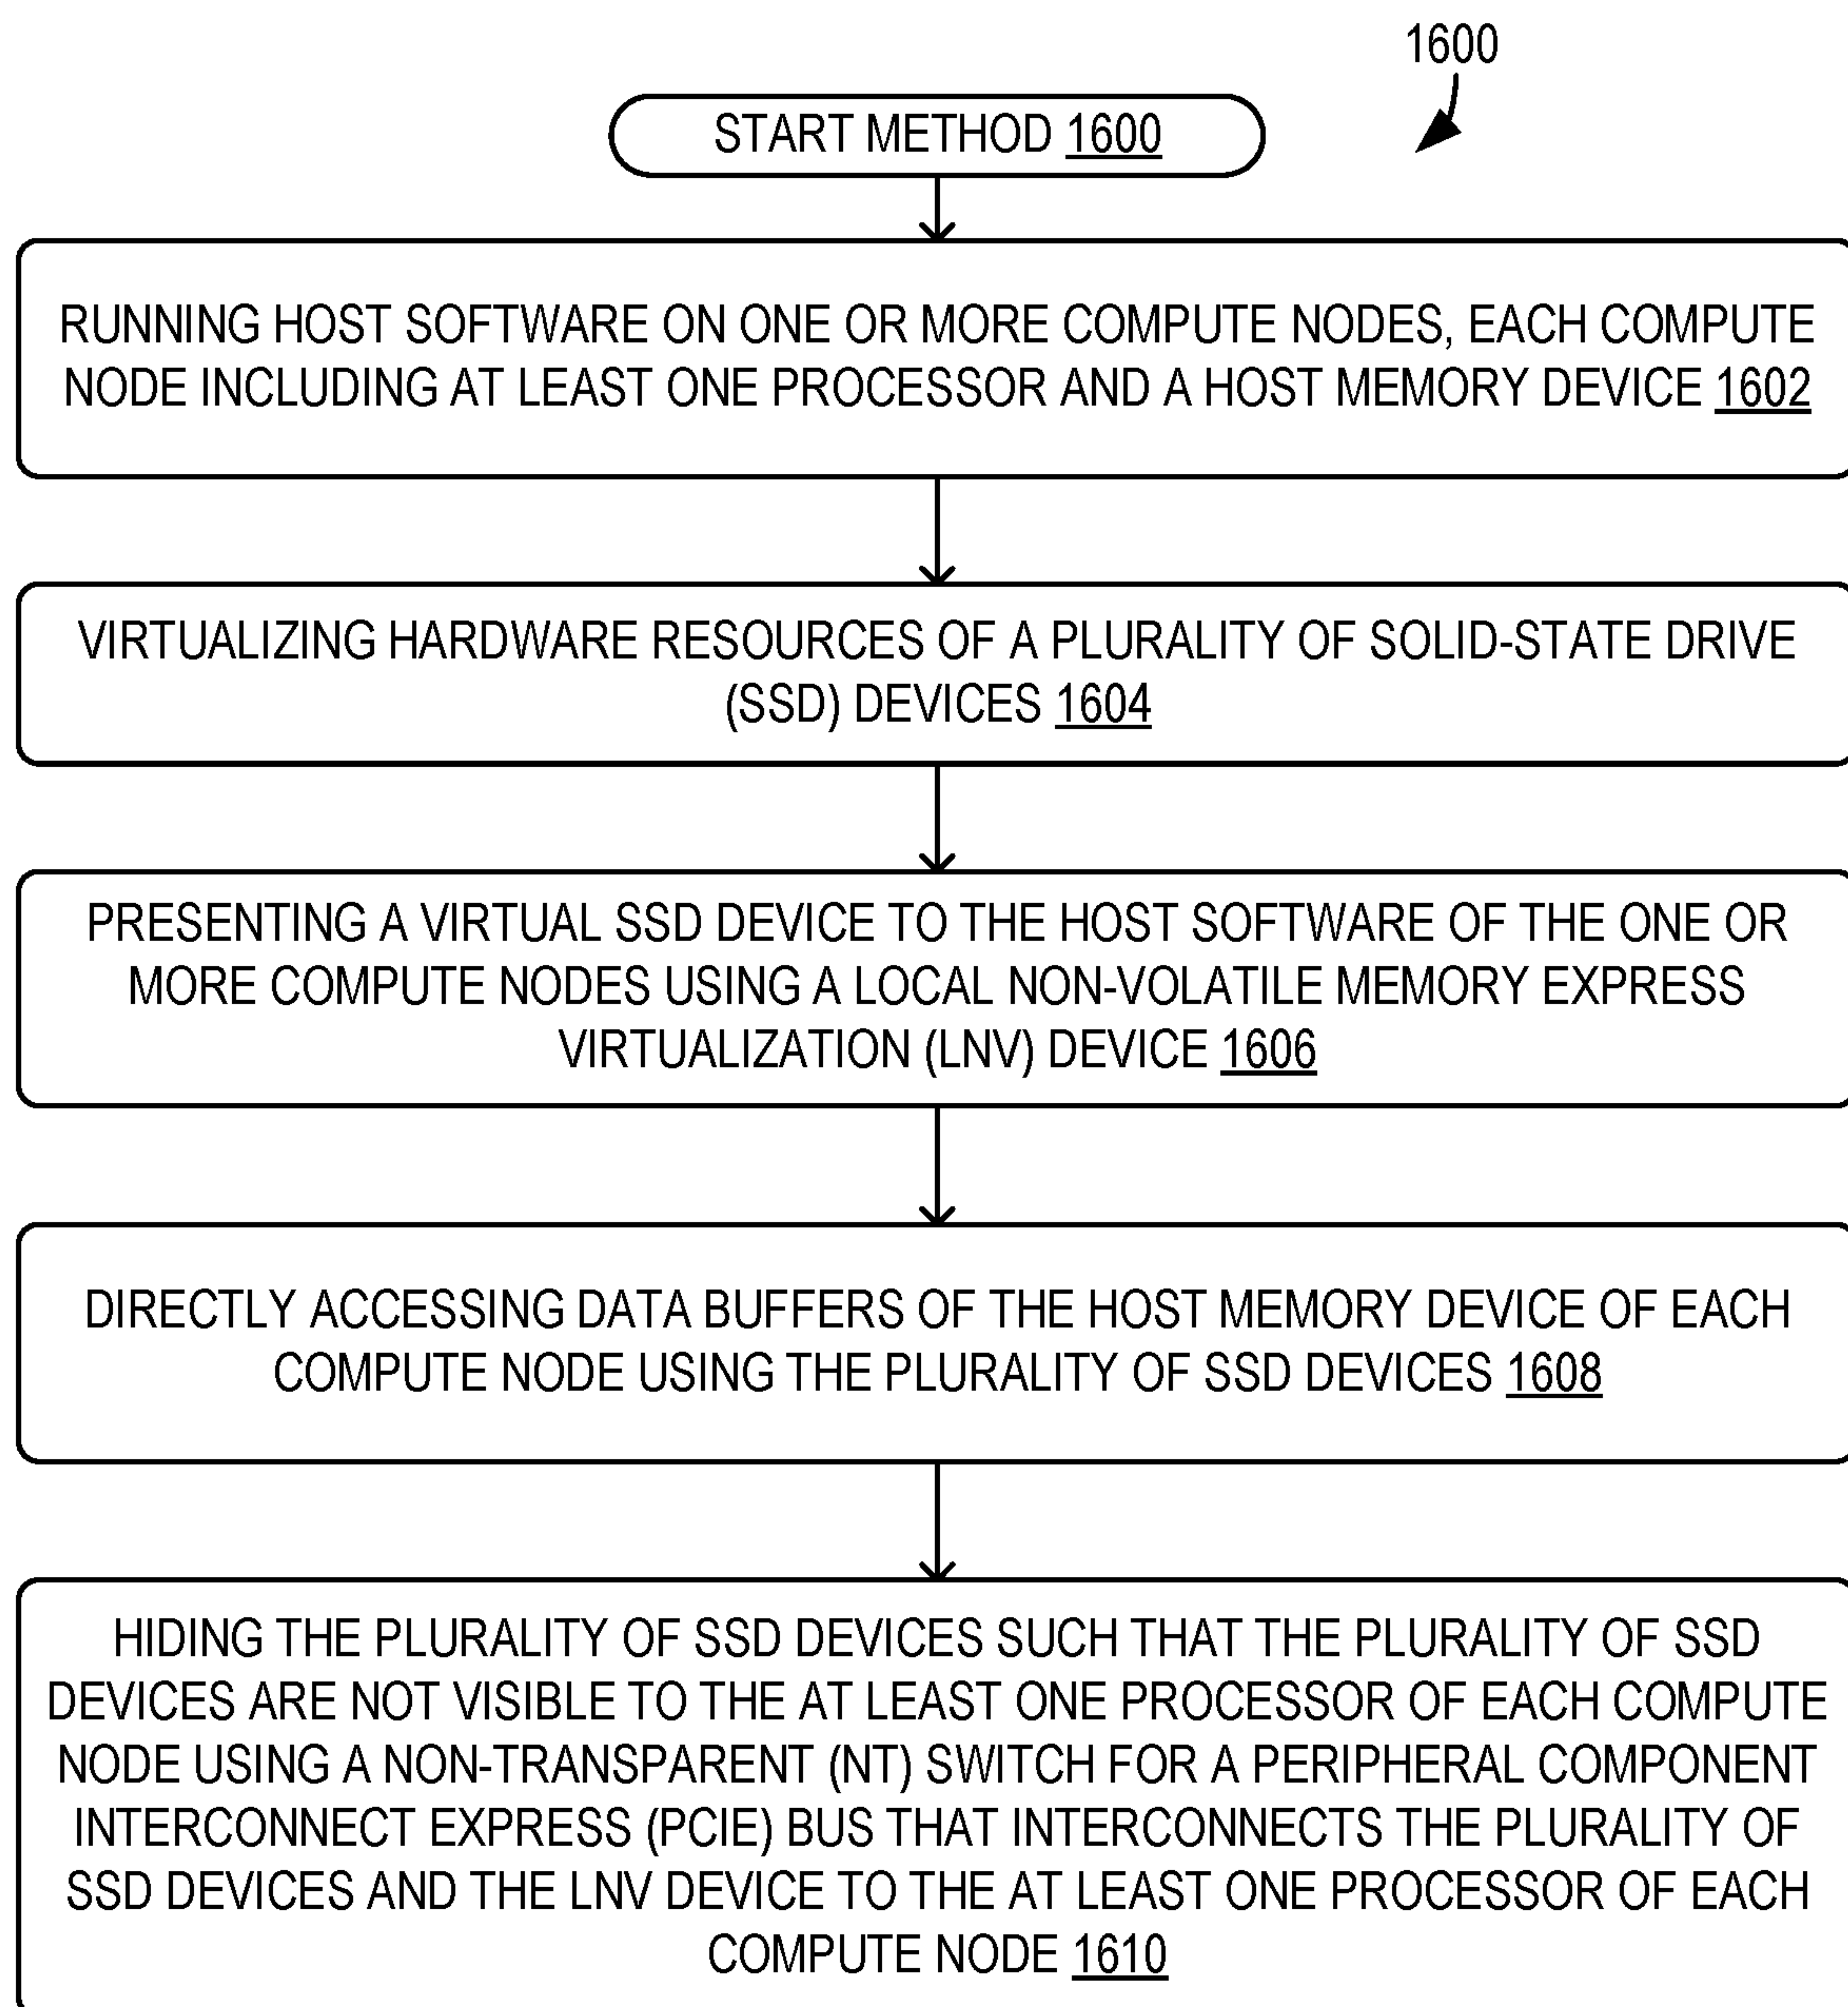 1600
START METHOD 1600
RUNNING HOST SOFTWARE ON ONE OR MORE COMPUTE NODES, EACH COMPUTE
NODE INCLUDING AT LEAST ONE PROCESSOR AND A HOST MEMORY DEVICE 1602
VIRTUALIZING HARDWARE RESOURCES OF A PLURALITY OF SOLID-STATE DRIVE
(SSD) DEVICES 1604
PRESENTING A VIRTUAL SSD DEVICE TO THE HOST SOFTWARE OF THE ONE OR
MORE COMPUTE NODES USING A LOCAL NON-VOLATILE MEMORY EXPRESS
VIRTUALIZATION (LNV) DEVICE 1606
DIRECTLY ACCESSING DATA BUFFERS OF THE HOST MEMORY DEVICE OF EACH
COMPUTE NODE USING THE PLURALITY OF SSD DEVICES 1608
HIDING THE PLURALITY OF SSD DEVICES SUCH THAT THE PLURALITY OF SSD
DEVICES ARE NOT VISIBLE TO THE AT LEAST ONE PROCESSOR OF EACH COMPUTE
NODE USING A NON-TRANSPARENT (NT) SWITCH FOR A PERIPHERAL COMPONENT
INTERCONNECT EXPRESS (PCIE) BUS THAT INTERCONNECTS THE PLURALITY OF
SSD DEVICES AND THE LNV DEVICE TO THE AT LEAST ONE PROCESSOR OF EACH
COMPUTE NODE 1610